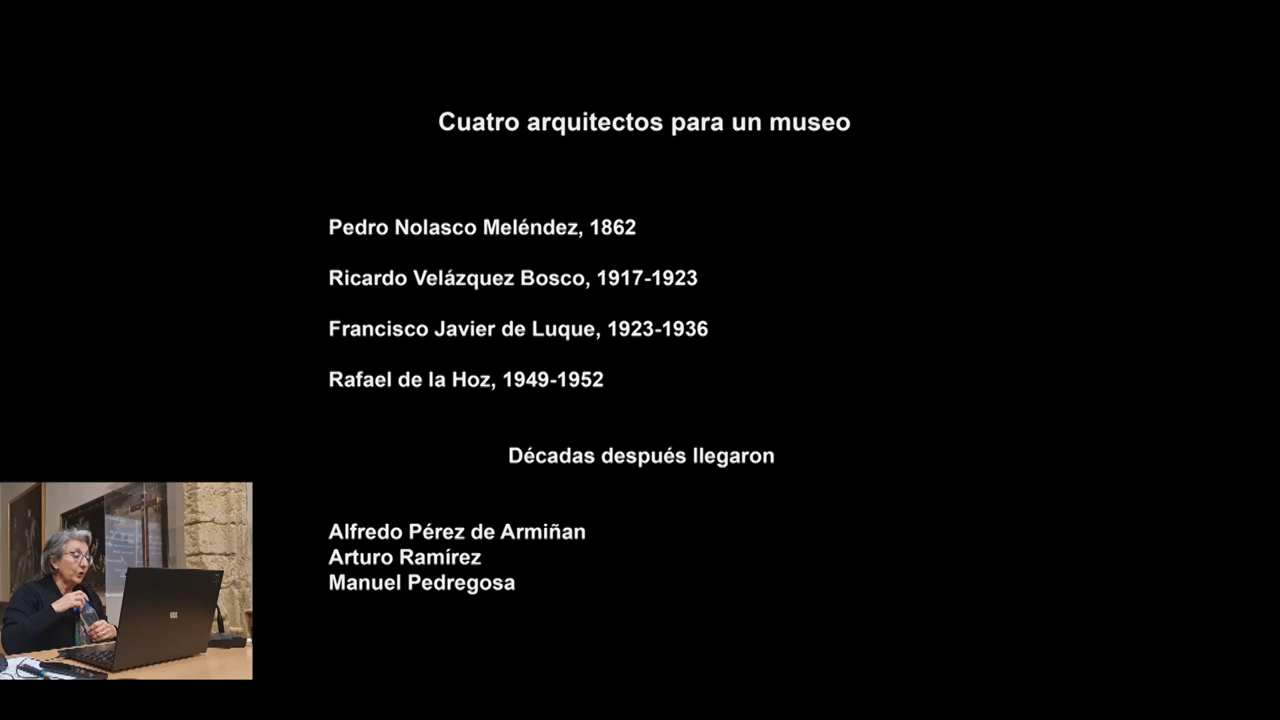 Cuatro arquitectos para un museo
Pedro Nolasco Meléndez, 1862
Ricardo Velázquez Bosco, 1917-1923
Francisco Javier de Luque, 1923-1936
Rafael de la Hoz, 1949-1952
Décadas después llegaron
Alfredo Pérez de Armiñan
Arturo Ramírez
Manuel Pedregosa